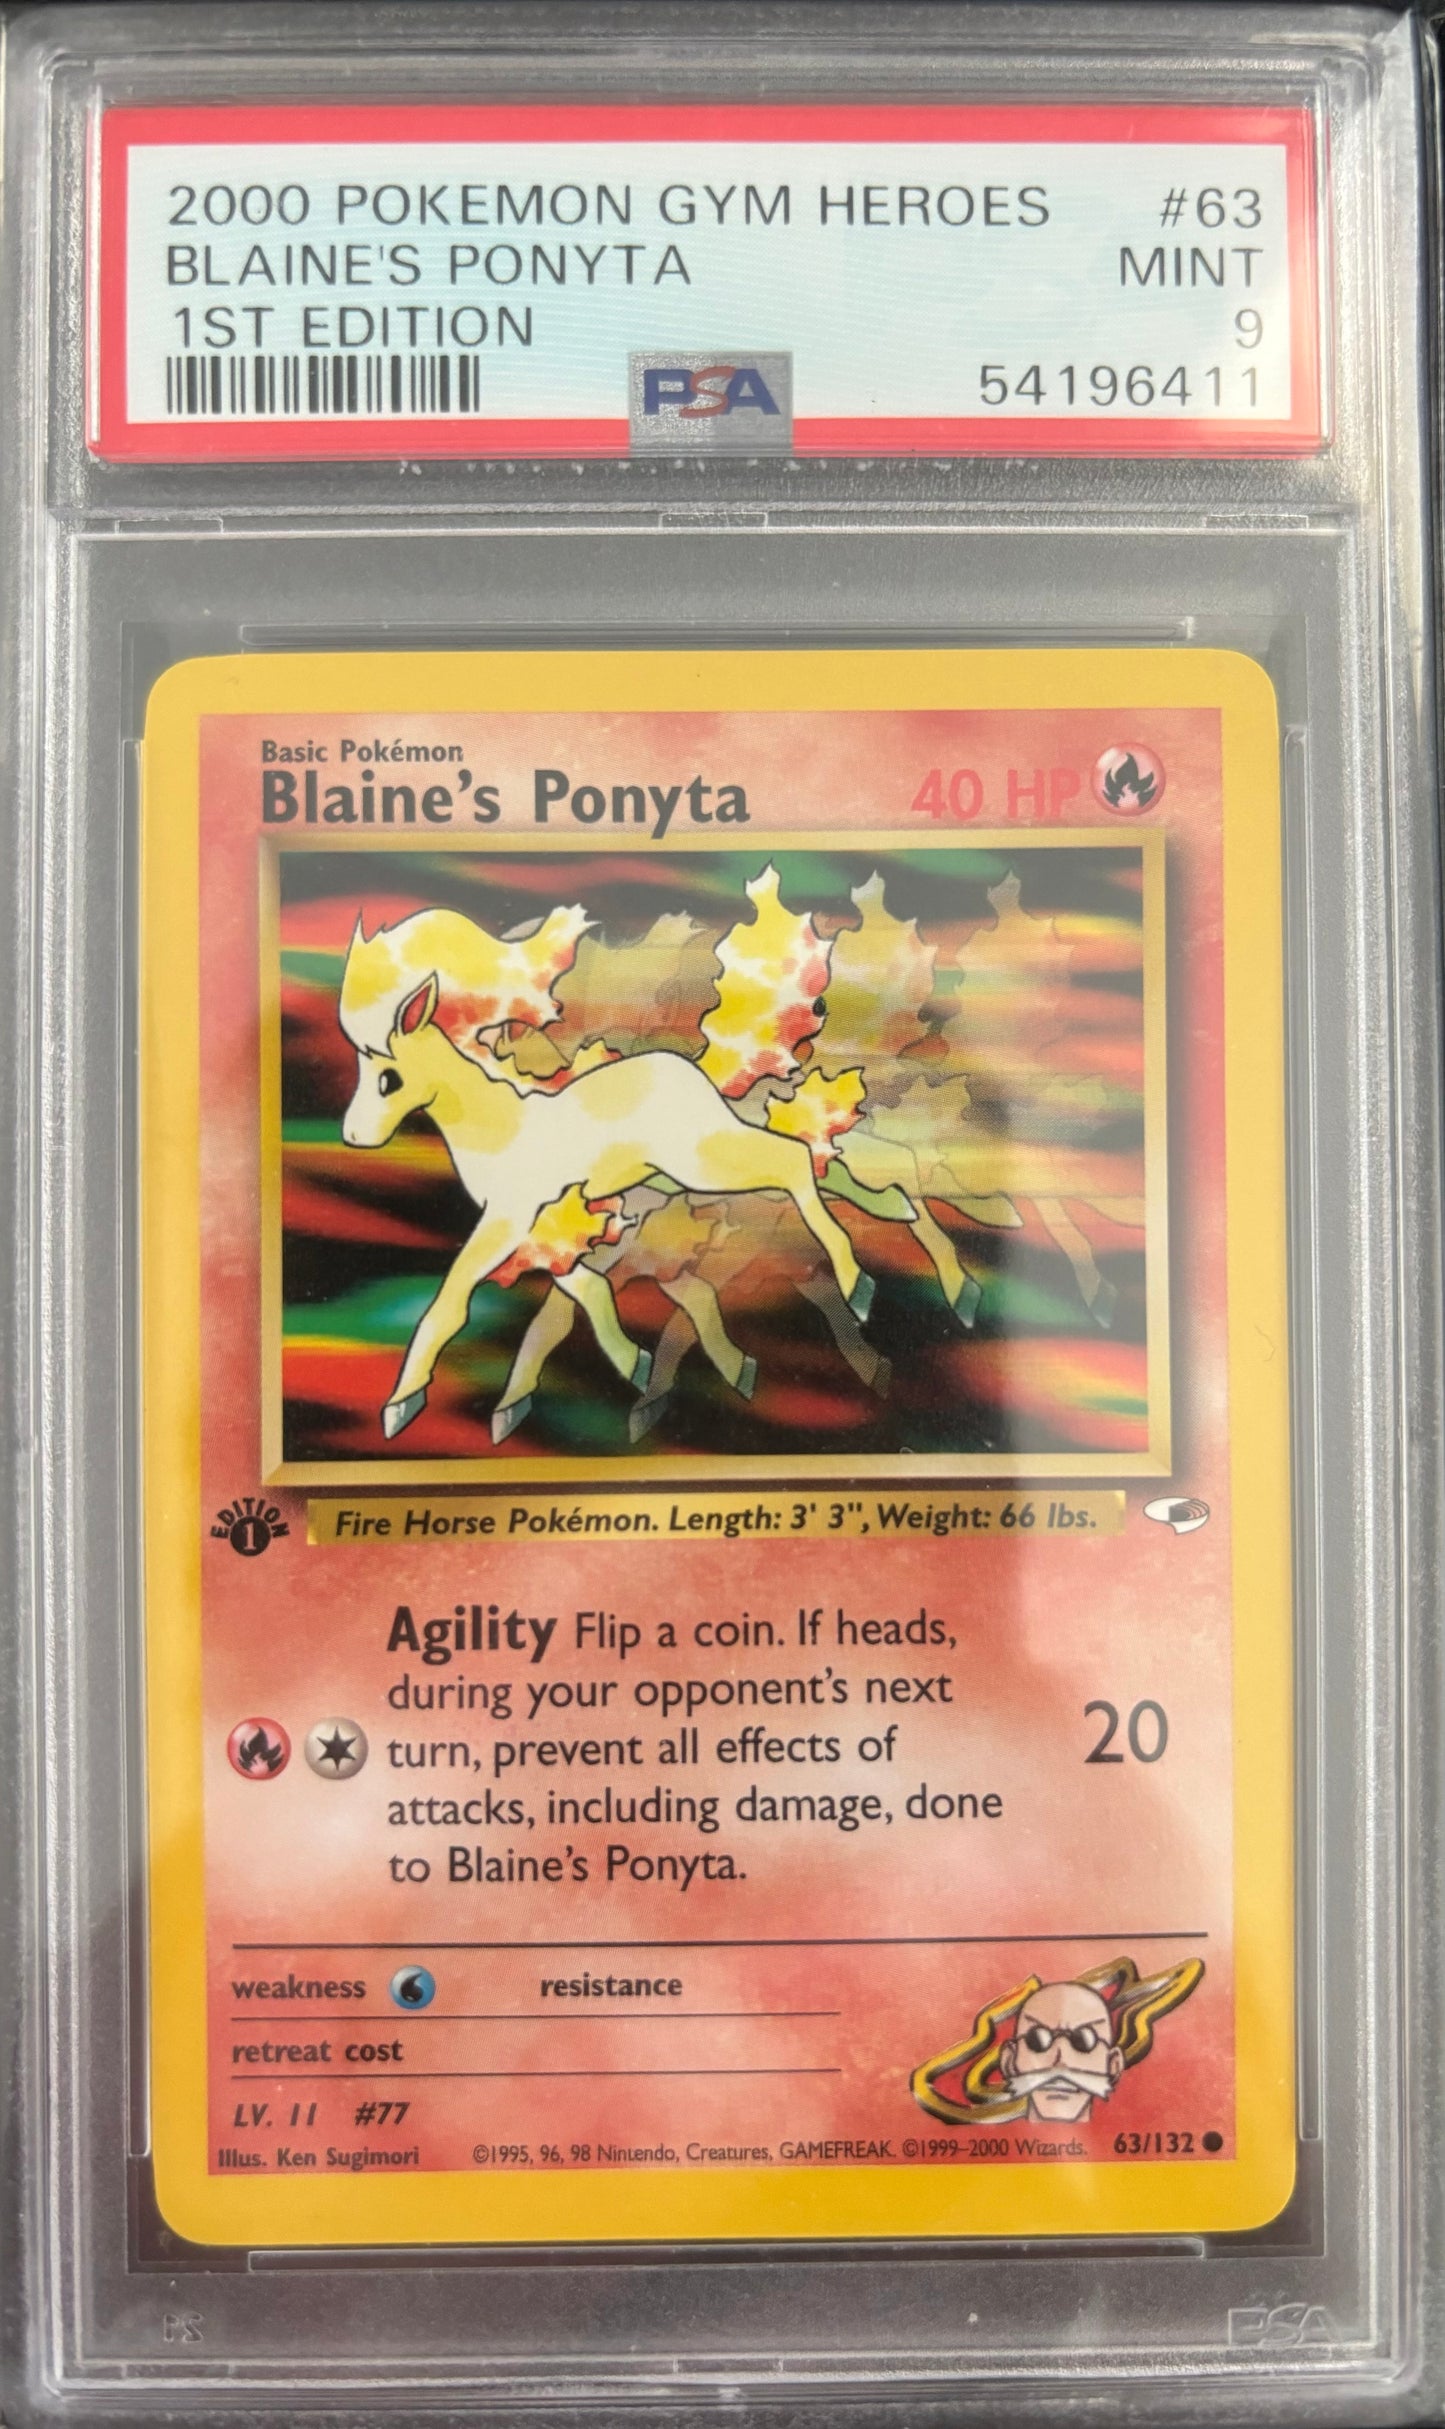 2000 POKEMON GYM HEROES #63
BLAINE'S PONYTA MINT
1ST EDITION 9
PSA 54196411
Basic Pokémon
Blaine's Ponyta 40 HP
EDITION 1
Fire Horse Pokémon. Length: 3' 3", Weight: 66 lbs.
Agility Flip a coin. If heads,
during your opponent's next
turn, prevent all effects of
attacks, including damage, done
to Blaine's Ponyta.
20
weakness resistance
retreat cost
LV. 11 #77
Illus. Ken Sugimori ©1995, 96, 98 Nintendo, Creatures, GAMEFREAK. ©1999–2000 Wizards. 63/132
PSA